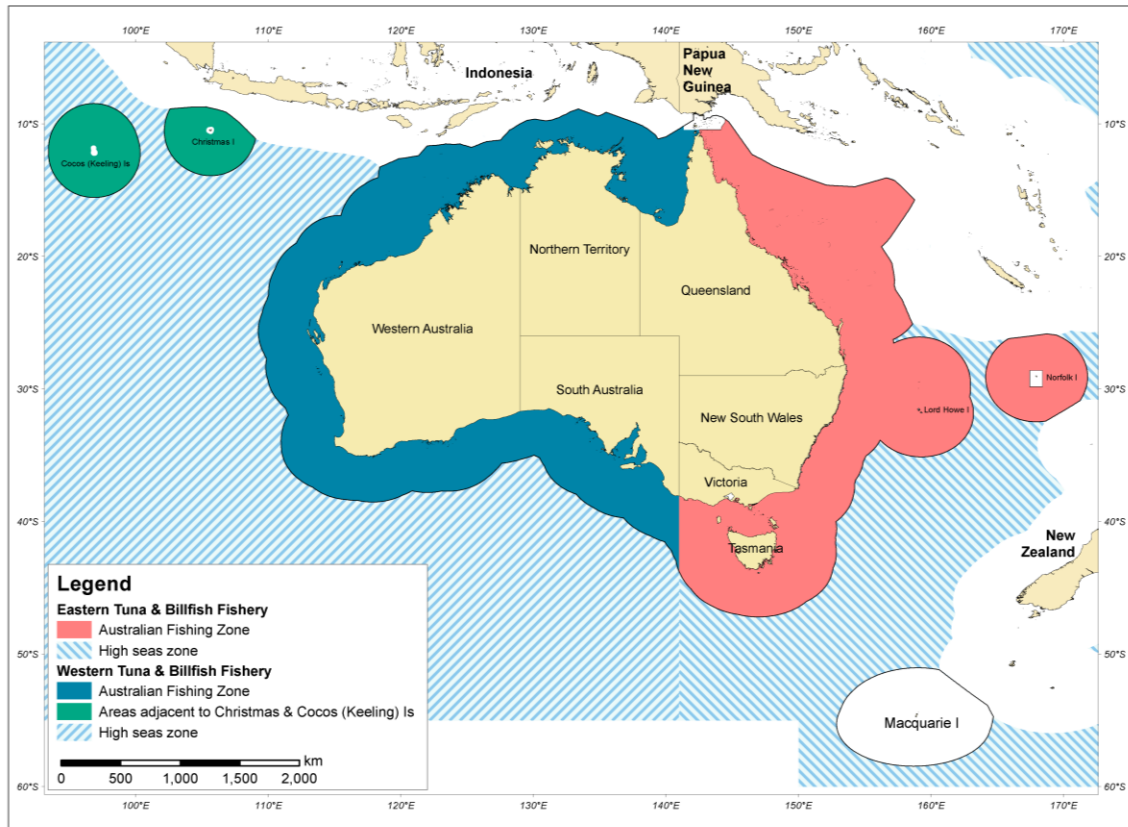 100°E 110°E 120°E 130°E 140°E 150°E 160°E 170°E
Indonesia
Papua
New
Guinea
10°S 10°S
Christmas I
Cocos (Keeling) Is
20°S 20°S
Northern Territory
Queensland
Western Australia
30°S 30°S
Norfolk I
South Australia
Lord Howe I
New South Wales
Victoria
40°S 40°S
Tasmania
New
Zealand
Legend
Eastern Tuna & Billfish Fishery
Australian Fishing Zone
High seas zone
Western Tuna & Billfish Fishery
Australian Fishing Zone
Areas adjacent to Christmas & Cocos (Keeling) Is
High seas zone
km
0 500 1,000 1,500 2,000
50°S 50°S
Macquarie I
60°S 60°S
100°E 110°E 120°E 130°E 140°E 150°E 160°E 170°E